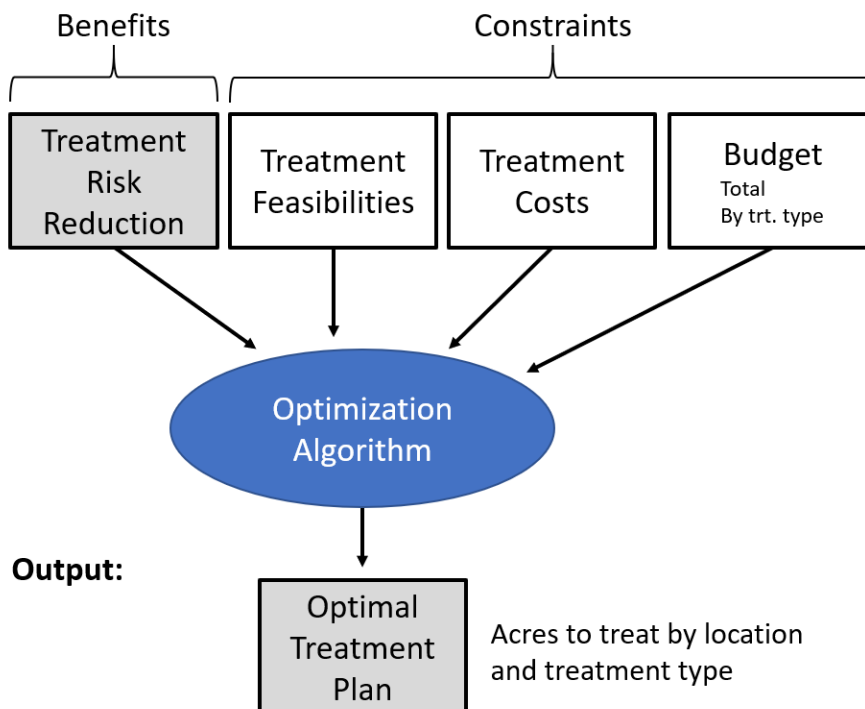 Benefits
Constraints
Treatment
Risk
Reduction
Treatment
Feasibilities
Treatment
Costs
Budget
Total
By trt. type
Optimization
Algorithm
Output:
Optimal
Treatment
Plan
Acres to treat by location
and treatment type